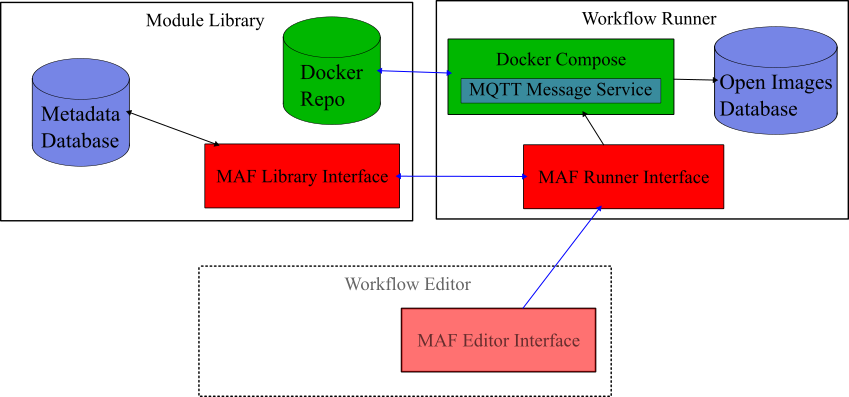 Module Library
Workflow Runner
Docker
Repo
Docker Compose
MQTT Message Service
Open Images
Database
Metadata
Database
MAF Library Interface
MAF Runner Interface
Workflow Editor
MAF Editor Interface